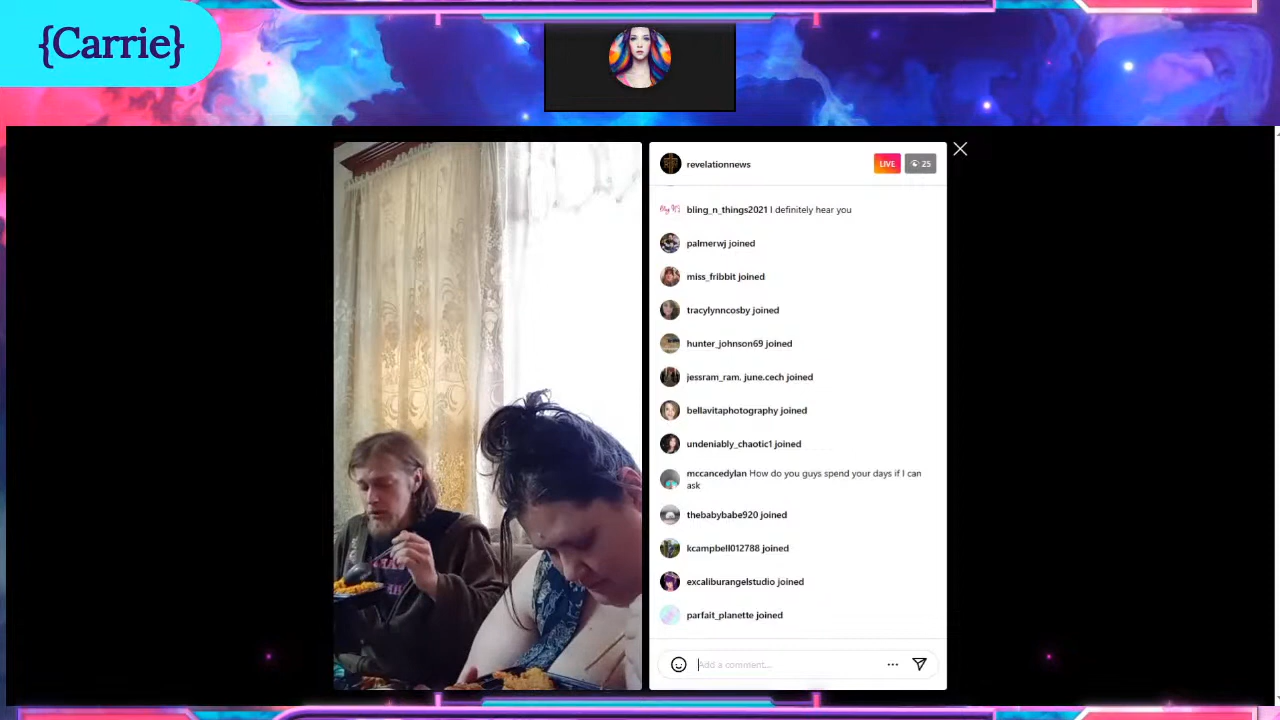 {Carrie}
revelationnews
LIVE
25
bling_n_things2021 I definitely hear you
palmerwj joined
miss_fribbit joined
tracylynncosby joined
hunter_johnson69 joined
jessram_ram, june.cech joined
bellavitaphotography joined
undeniably_chaotic1 joined
mccancedylan How do you guys spend your days if I can
ask
thebabybabe920 joined
kcampbell012788 joined
excaliburangelstudio joined
parfait_planette joined
Add a comment...